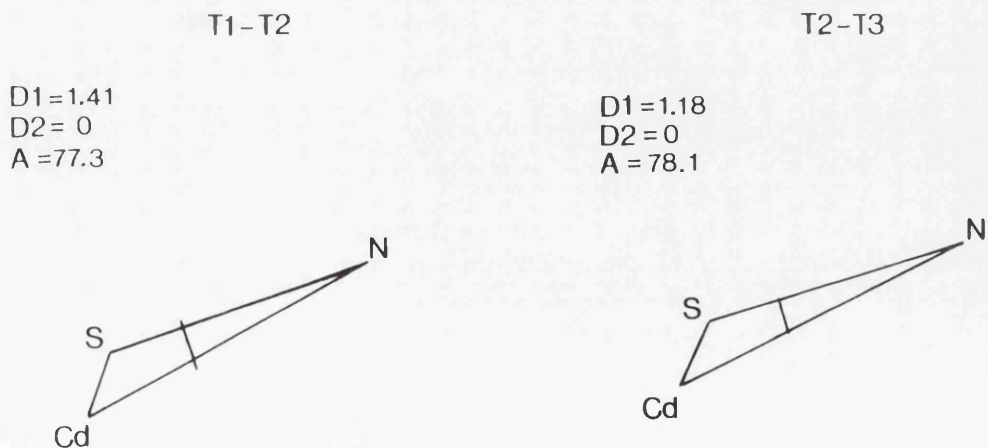 T1-T2
D1=1.41
D2= 0
A =77.3
N
S
Cd
T2-T3
D1=1.18
D2=0
A =78.1
N
S
Cd